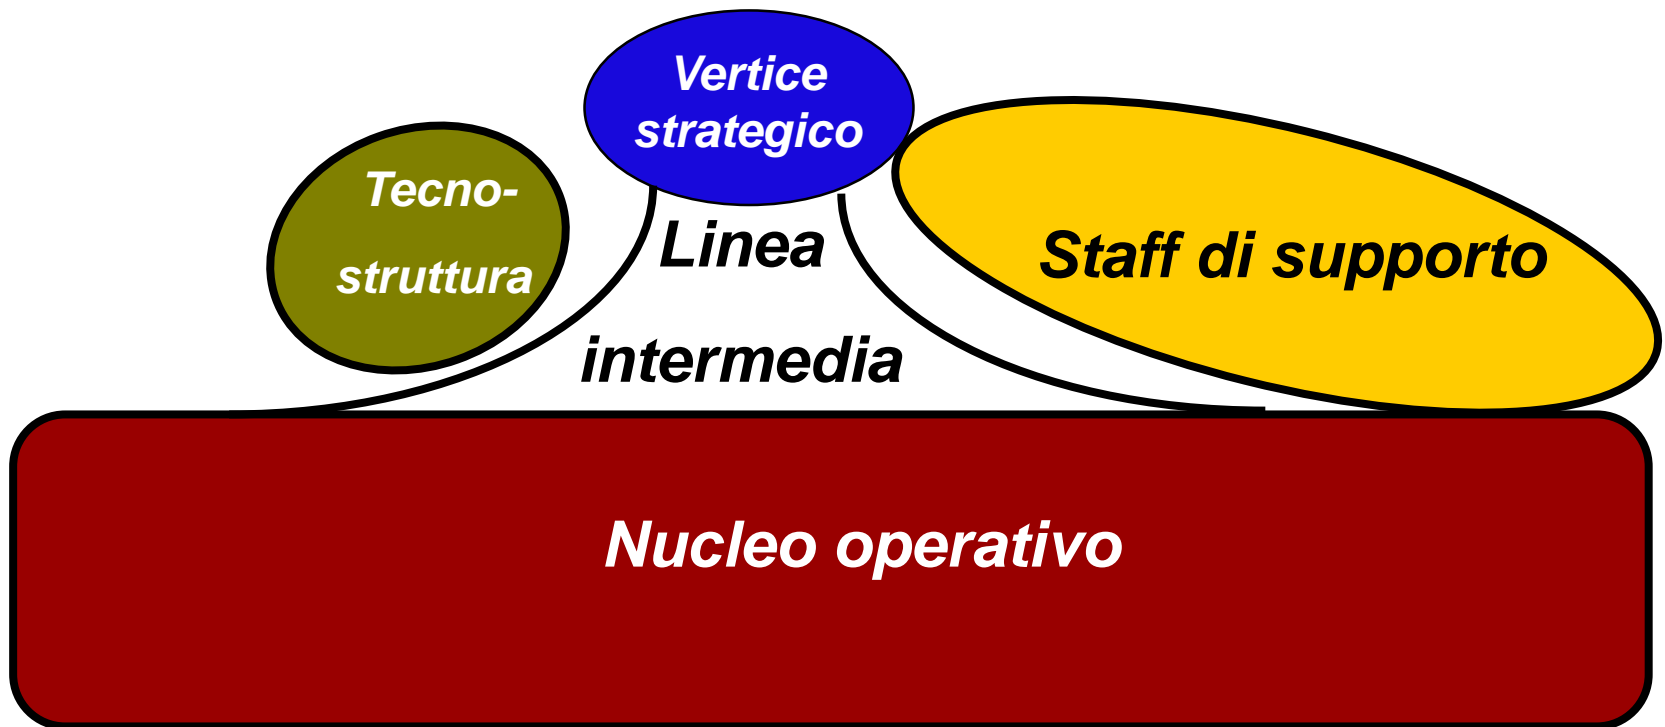 Vertice
strategico
Tecno-
struttura
Linea
intermedia
Staff di supporto
Nucleo operativo